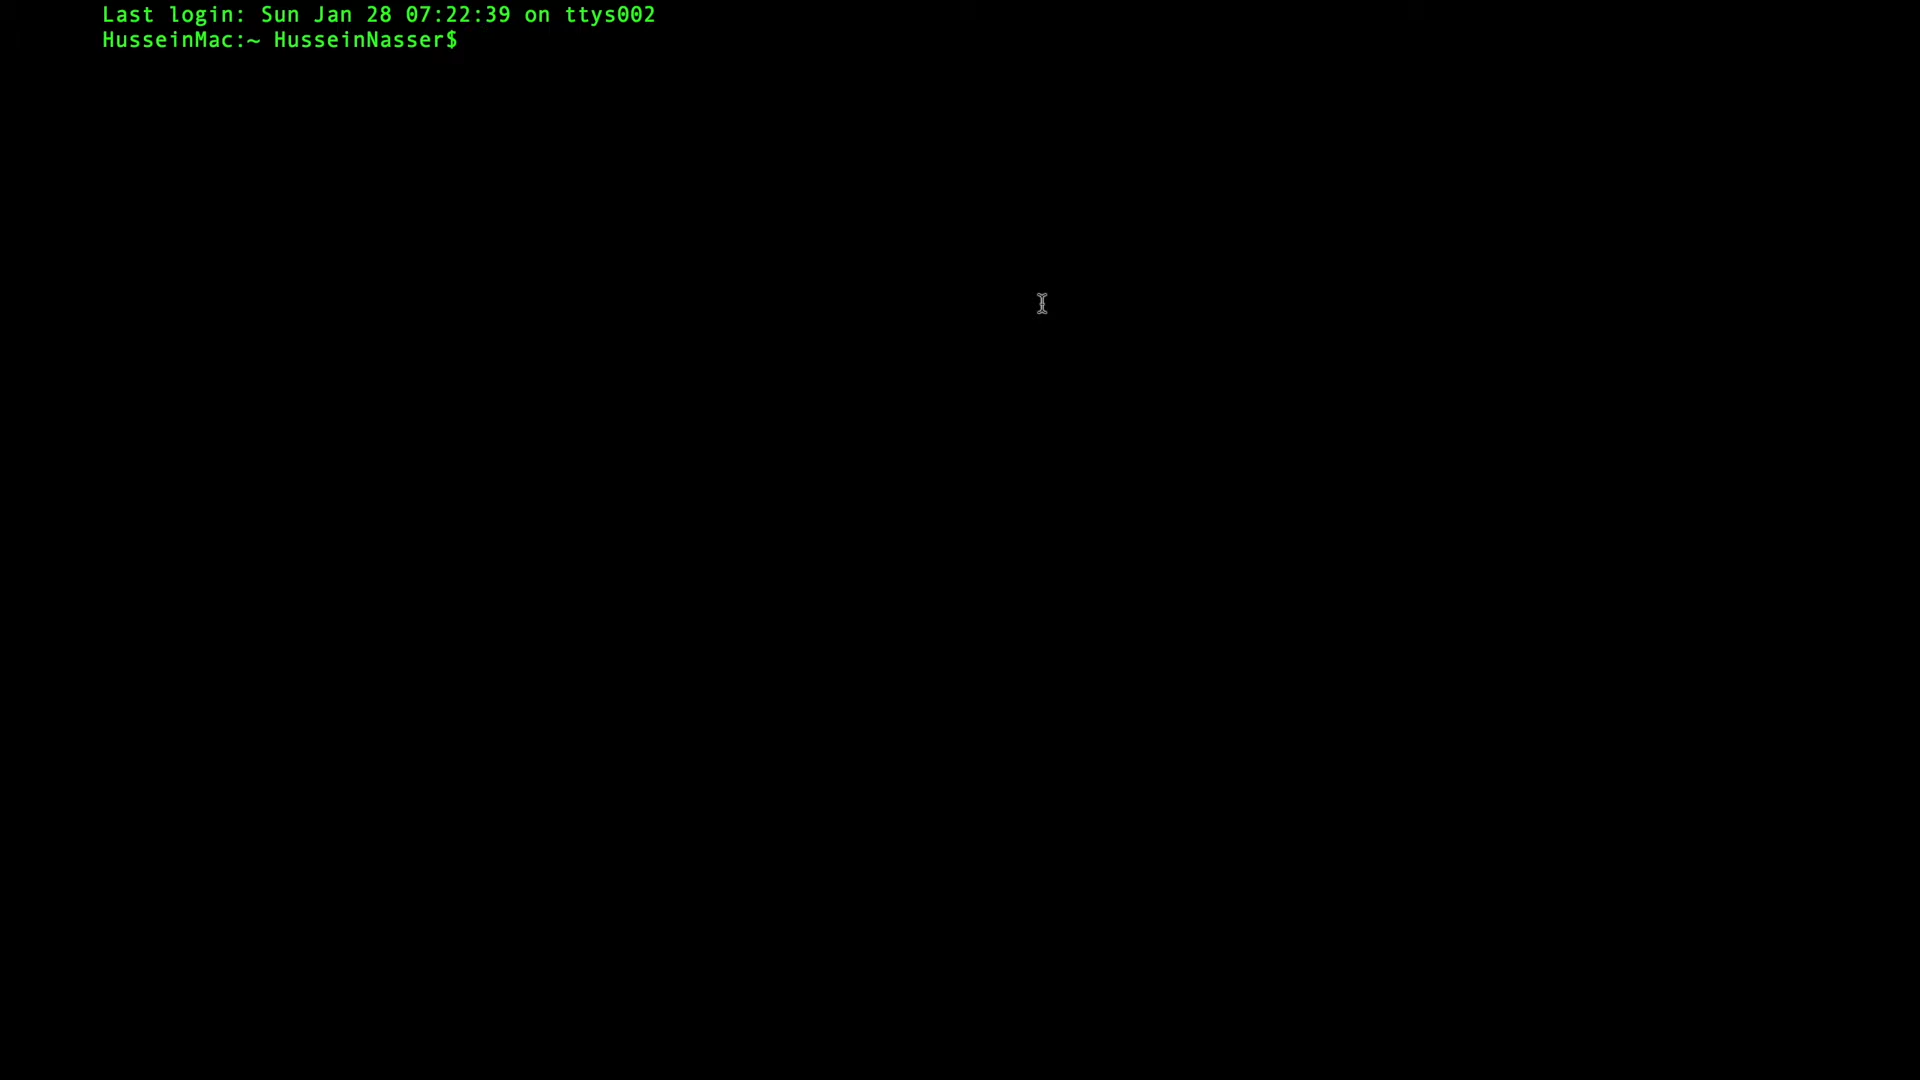 Last login: Sun Jan 28 07:22:39 on ttys002
HusseinMac:~ HusseinNasser$